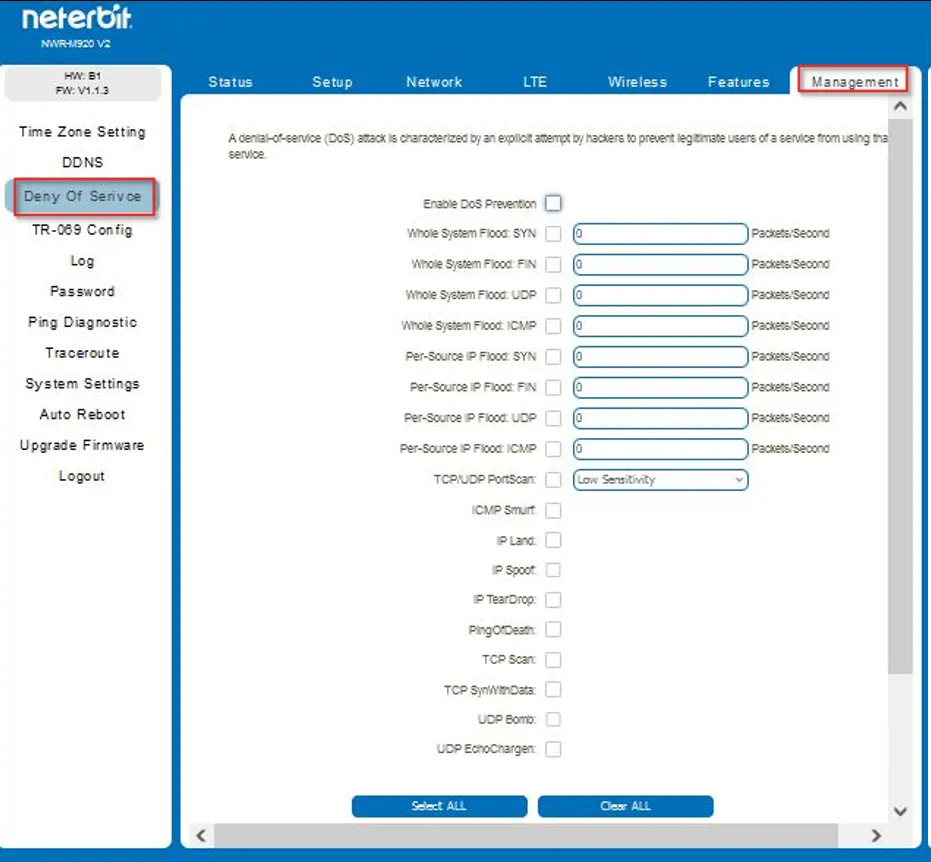 neterbit
NWR-M920 V2
HW: B1
FW: V1.1.3
Status Setup Network LTE Wireless Features Management
Time Zone Setting
DDNS
Deny Of Serivce
TR-069 Config
Log
Password
Ping Diagnostic
Traceroute
System Settings
Auto Reboot
Upgrade Firmware
Logout
A denial-of-service (DoS) attack is characterized by an explicit attempt by hackers to prevent legitimate users of a service from using tha
service.
Enable DoS Prevention
Whole System Flood: SYN 0 Packets/Second
Whole System Flood: FIN 0 Packets/Second
Whole System Flood: UDP 0 Packets/Second
Whole System Flood: ICMP 0 Packets/Second
Per-Source IP Flood: SYN 0 Packets/Second
Per-Source IP Flood: FIN 0 Packets/Second
Per-Source IP Flood: UDP 0 Packets/Second
Per-Source IP Flood: ICMP 0 Packets/Second
TCP/UDP PortScan: Low Sensitivity
ICMP Smurf:
IP Land:
IP Spoof:
IP TearDrop:
PingOfDeath:
TCP Scan:
TCP SynWithData:
UDP Bomb:
UDP EchoChargen:
Select ALL Clear ALL